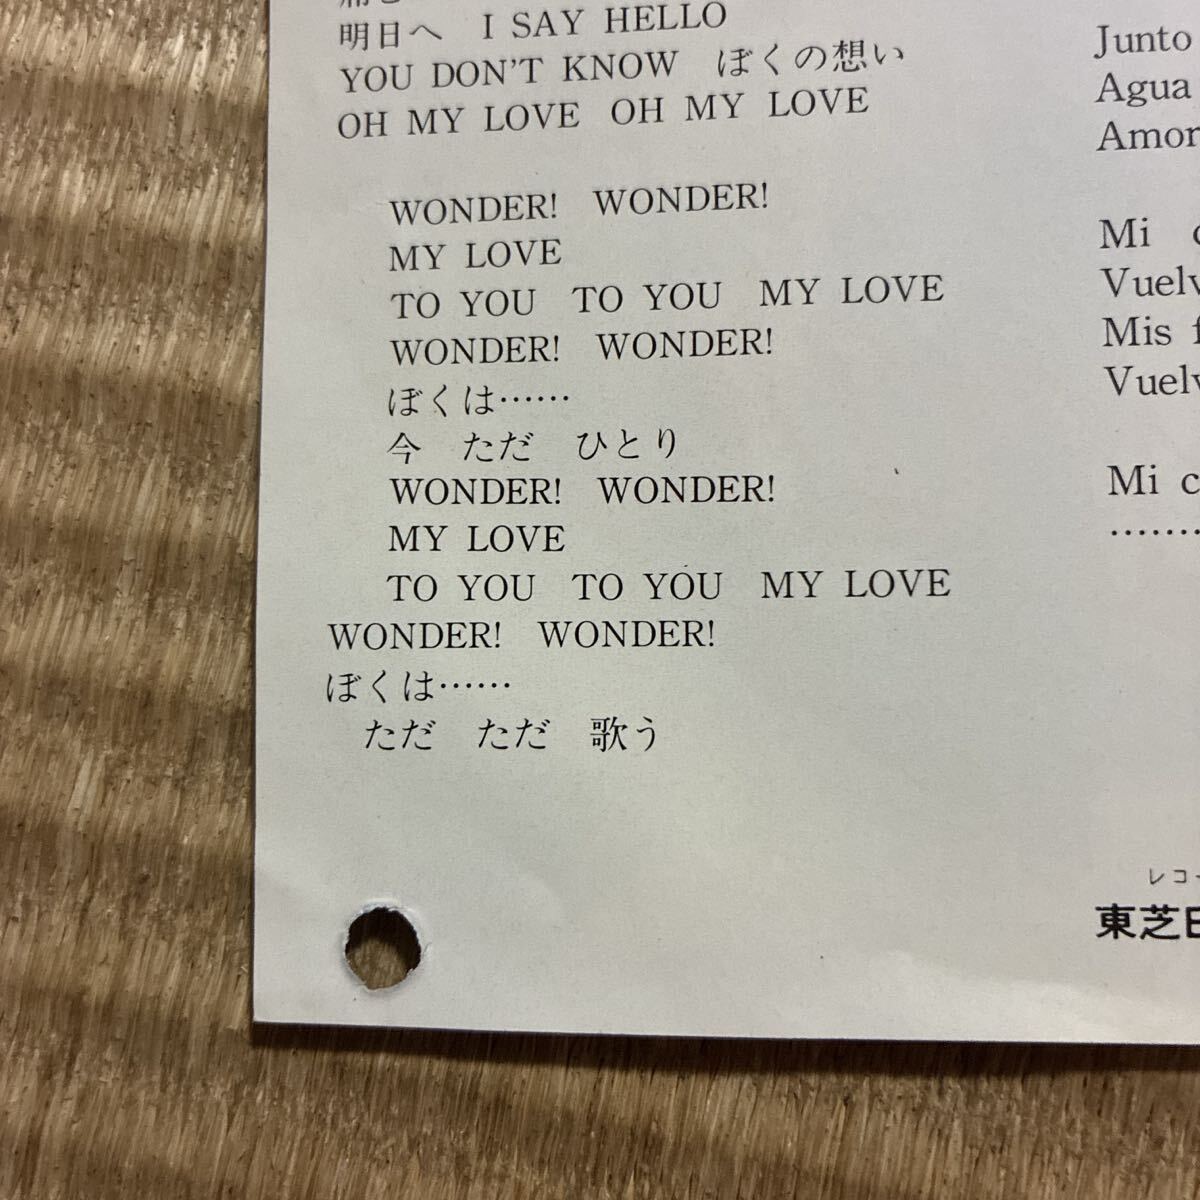 明日へ I SAY HELLO
YOU DON'T KNOW ぼくの想い
OH MY LOVE OH MY LOVE
WONDER! WONDER!
MY LOVE
TO YOU TO YOU MY LOVE
WONDER! WONDER!
ぼくは……
今 ただ ひとり
WONDER! WONDER!
MY LOVE
TO YOU TO YOU MY LOVE
WONDER! WONDER!
ぼくは……
ただ ただ 歌う
Junto
Agua
Amor
Mi
Vuelv
Mis
Vuelv
Mi c
………
レコ
東芝